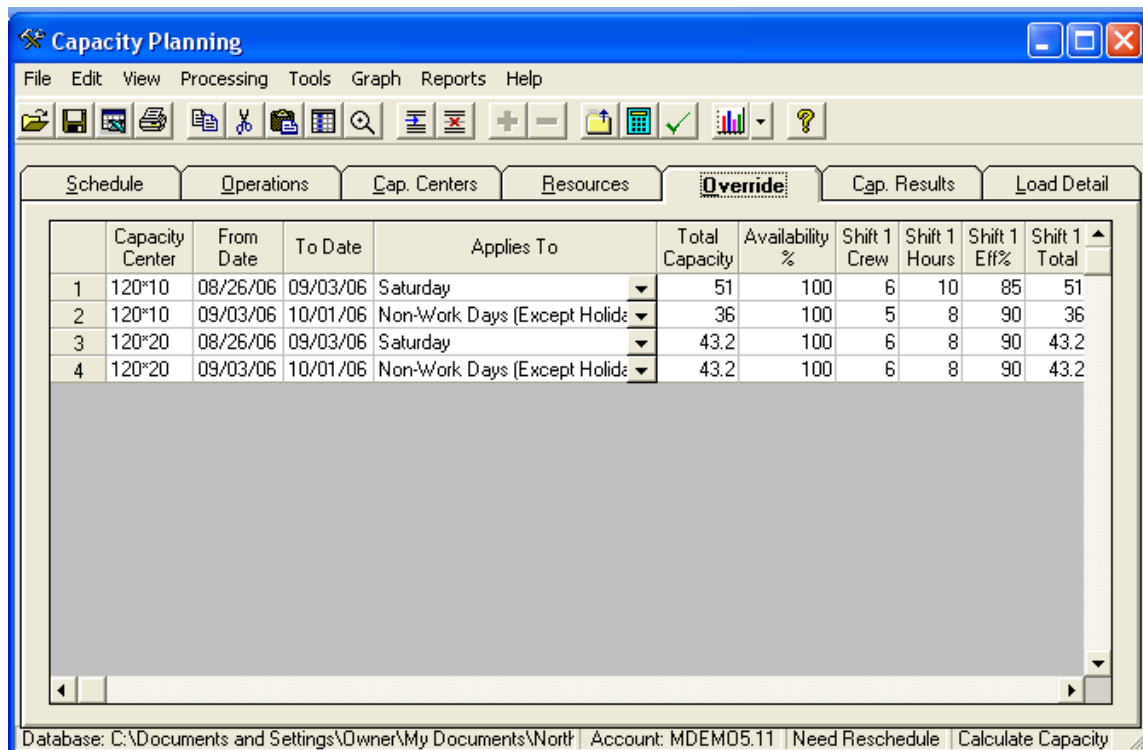 Capacity Planning
File Edit View Processing Tools Graph Reports Help
Schedule Operations Cap. Centers Resources Override Cap. Results Load Detail
Capacity Center From Date To Date Applies To Total Capacity Availability % Shift 1 Crew Shift 1 Hours Shift 1 Eff% Shift 1 Total
1 120*10 08/26/06 09/03/06 Saturday 51 100 6 10 85 51
2 120*10 09/03/06 10/01/06 Non-Work Days (Except Holida 36 100 5 8 90 36
3 120*20 08/26/06 09/03/06 Saturday 43.2 100 6 8 90 43.2
4 120*20 09/03/06 10/01/06 Non-Work Days (Except Holida 43.2 100 6 8 90 43.2
Database: C:\Documents and Settings\Owner\My Documents\North Account: MDEMO5.11 Need Reschedule Calculate Capacity